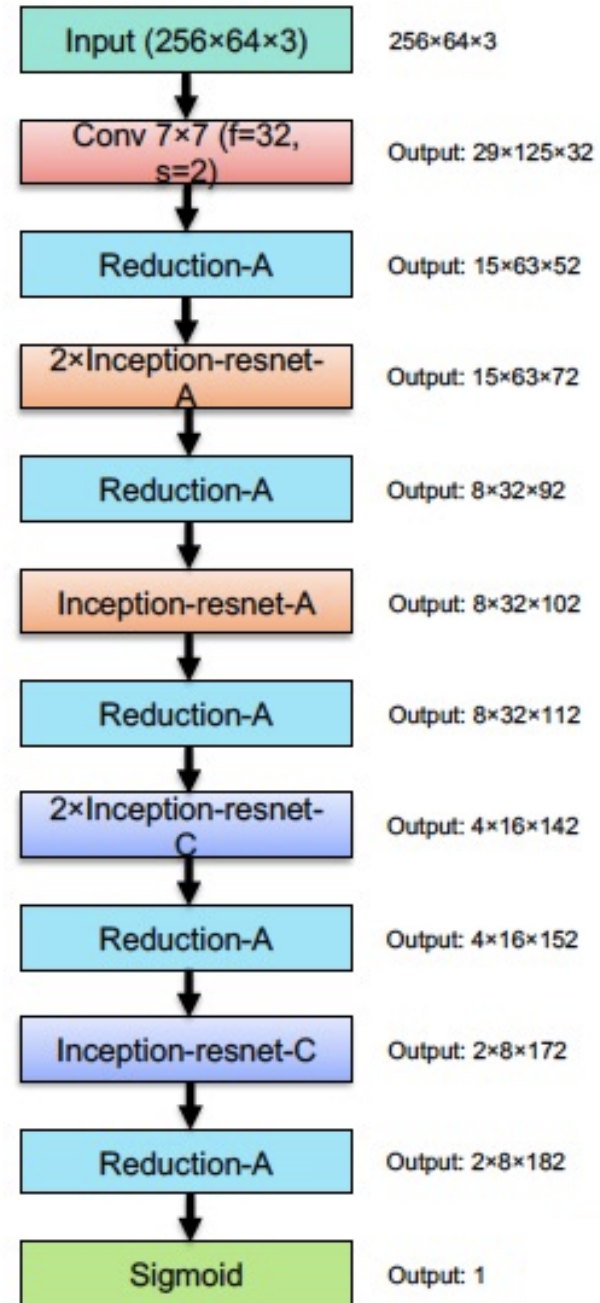 Input (256×64×3)
256×64×3
Conv 7×7 (f=32,
s=2)
Output: 29×125×32
Reduction-A
Output: 15×63×52
2×Inception-resnet-
A
Output: 15×63×72
Reduction-A
Output: 8×32×92
Inception-resnet-A
Output: 8×32×102
Reduction-A
Output: 8×32×112
2×Inception-resnet-
C
Output: 4×16×142
Reduction-A
Output: 4×16×152
Inception-resnet-C
Output: 2×8×172
Reduction-A
Output: 2×8×182
Sigmoid
Output: 1